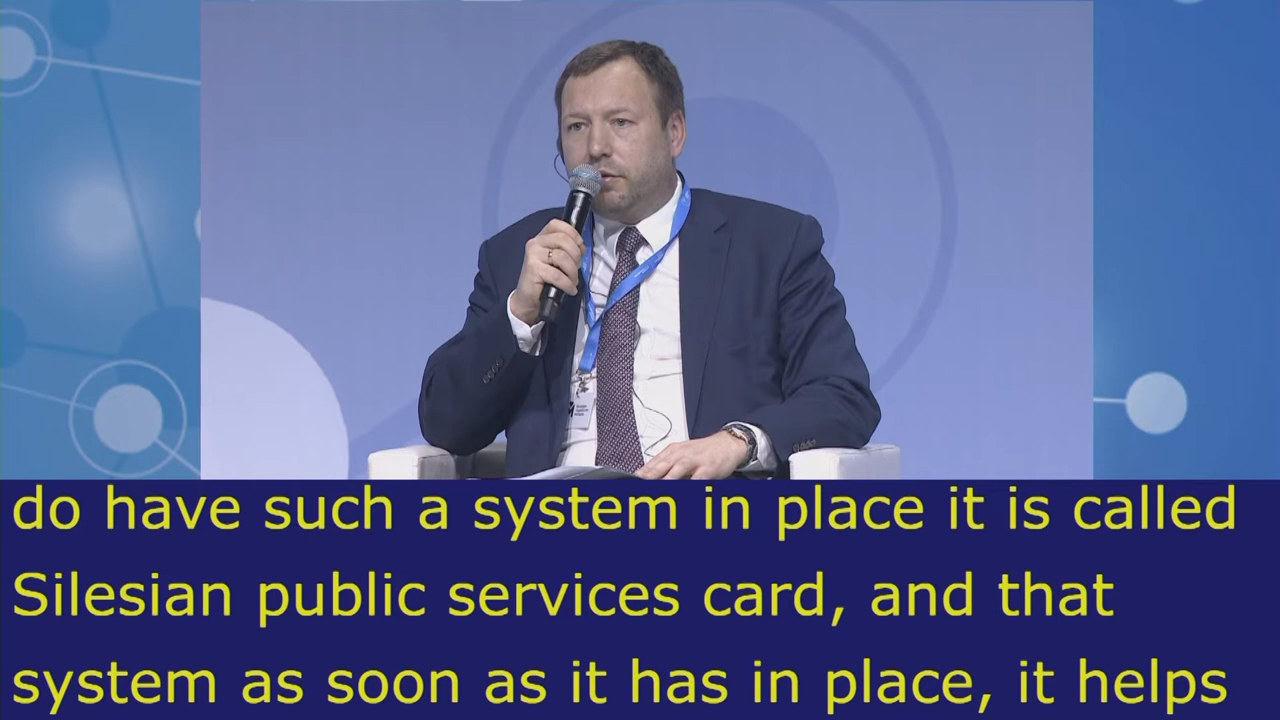 do have such a system in place it is called
Silesian public services card, and that
system as soon as it has in place, it helps